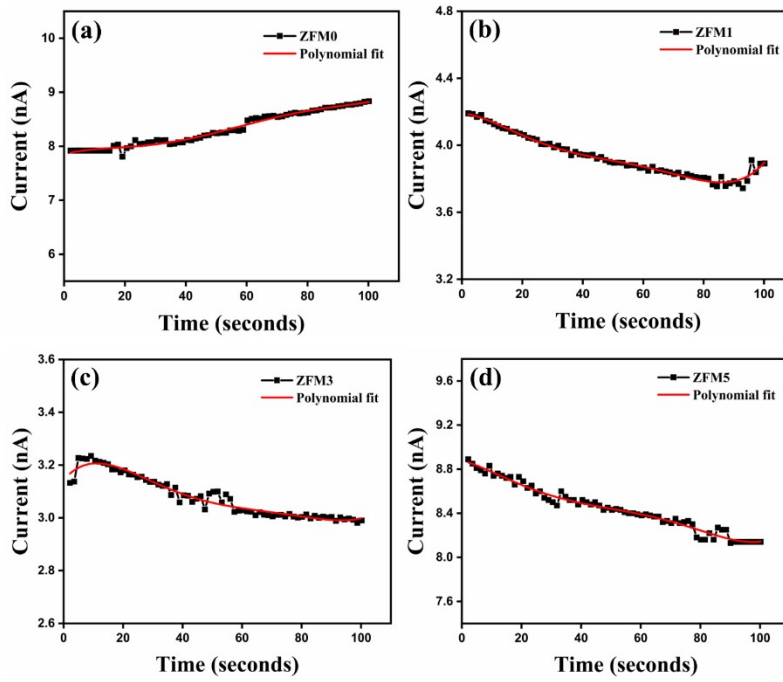 (a)
ZFM0
Polynomial fit
10
9
8
7
6
0 20 40 60 80 100
Current (nA)
Time (seconds)
(b)
ZFM1
Polynomial fit
4.8
4.4
4.0
3.6
3.2
0 20 40 60 80 100
Current (nA)
Time (seconds)
(c)
ZFM3
Polynomial fit
3.6
3.4
3.2
3.0
2.8
2.6
0 20 40 60 80 100
Current (nA)
Time (seconds)
(d)
ZFM5
Polynomial fit
9.6
9.2
8.8
8.4
8.0
7.6
0 20 40 60 80 100
Current (nA)
Time (seconds)